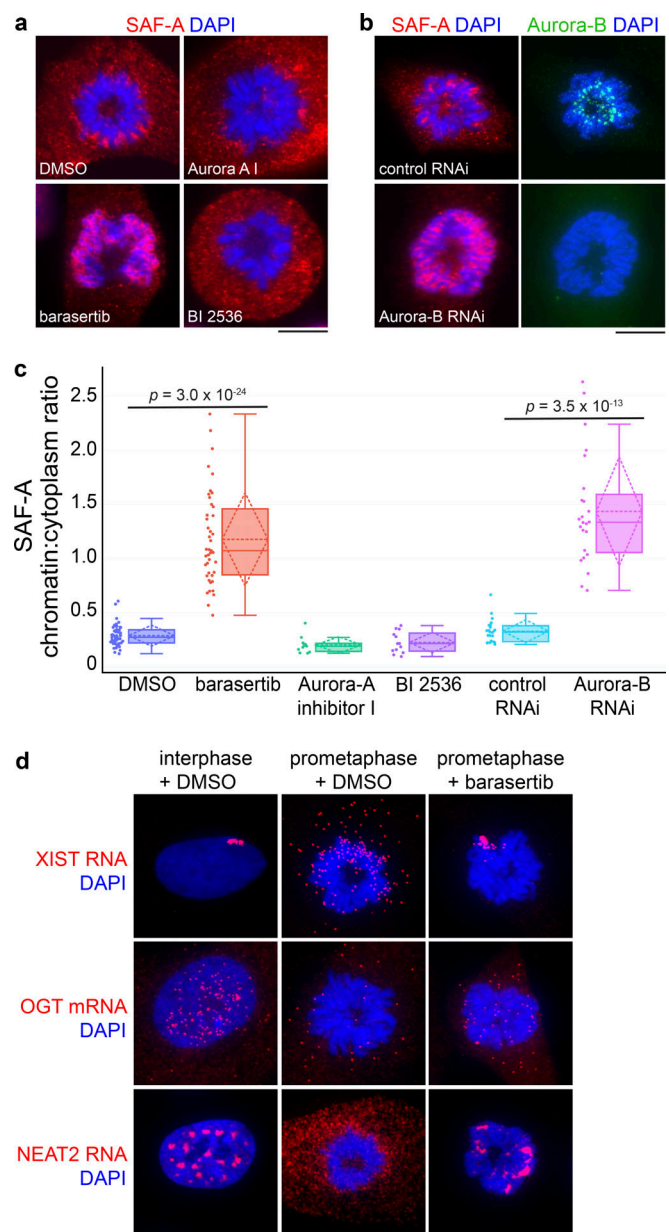 a
SAF-A DAPI
DMSO
Aurora A I
barasertib
BI 2536
b
SAF-A DAPI
Aurora-B DAPI
control RNAi
Aurora-B RNAi
c
SAF-A
chromatin:cytoplasm ratio
2.5
2.0
1.5
1.0
0.5
0
p = 3.0 x 10⁻²⁴
p = 3.5 x 10⁻¹³
DMSO
barasertib
Aurora-A
inhibitor I
BI 2536
control
RNAi
Aurora-B
RNAi
d
interphase
+ DMSO
prometaphase
+ DMSO
prometaphase
+ barasertib
XIST RNA
DAPI
OGT mRNA
DAPI
NEAT2 RNA
DAPI